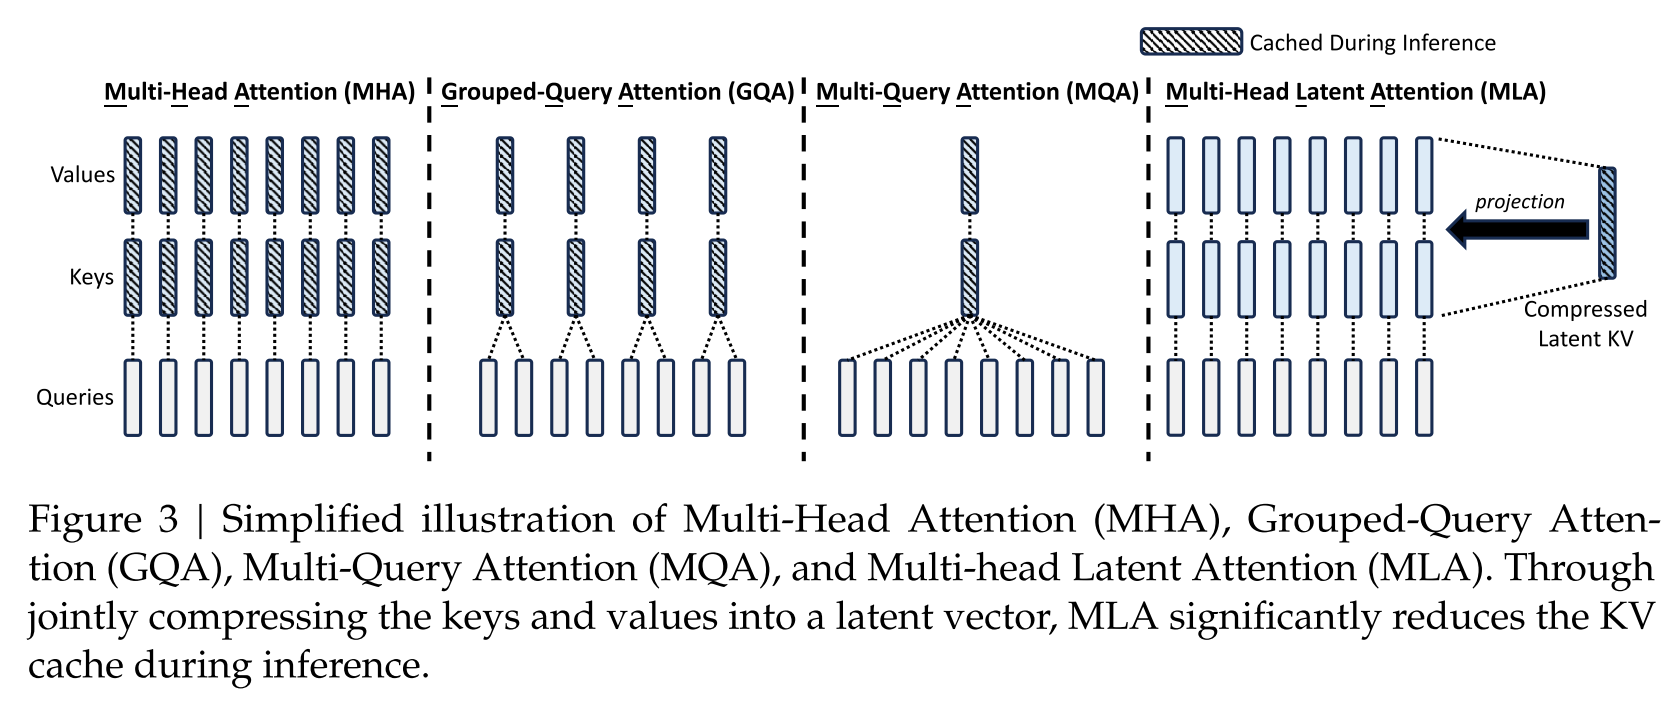 Cached During Inference
Multi-Head Attention (MHA)
Grouped-Query Attention (GQA)
Multi-Query Attention (MQA)
Multi-Head Latent Attention (MLA)
Values
Keys
Queries
projection
Compressed
Latent KV
Figure 3 | Simplified illustration of Multi-Head Attention (MHA), Grouped-Query Atten-
tion (GQA), Multi-Query Attention (MQA), and Multi-head Latent Attention (MLA). Through
jointly compressing the keys and values into a latent vector, MLA significantly reduces the KV
cache during inference.